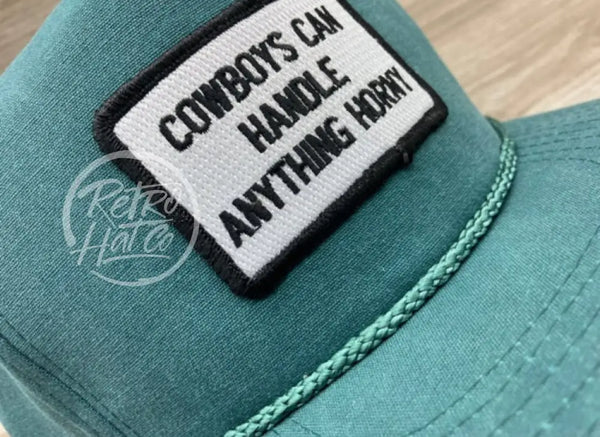 COWBOYS CAN
HANDLE
ANYTHING HORNY
Retro
Hat Co